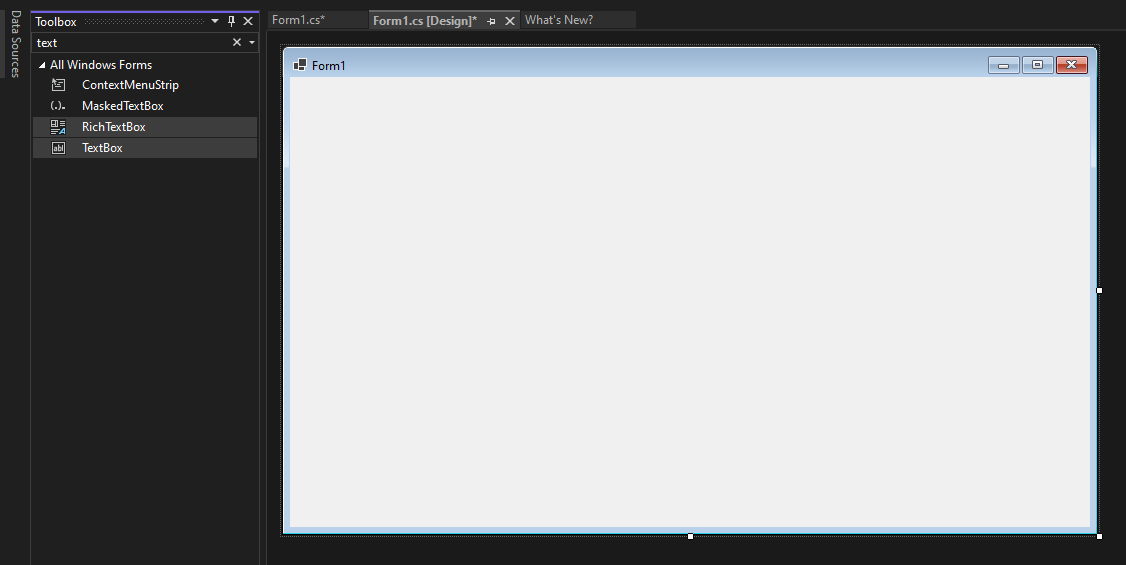 Data Sources
Toolbox
text
All Windows Forms
ContextMenuStrip
MaskedTextBox
RichTextBox
TextBox
Form1.cs*
Form1.cs [Design]*
What's New?
Form1